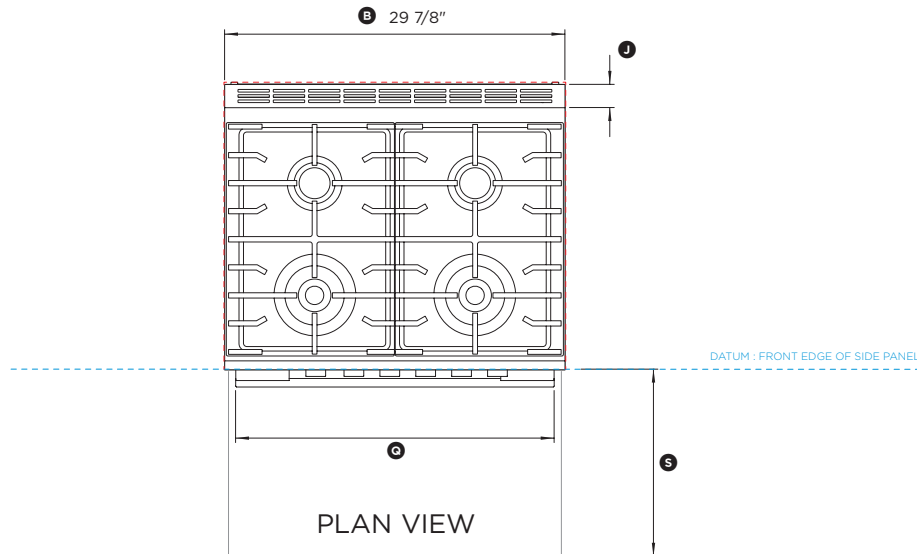 B 29 7/8"
J
DATUM : FRONT EDGE OF SIDE PANEL
Q
S
PLAN VIEW